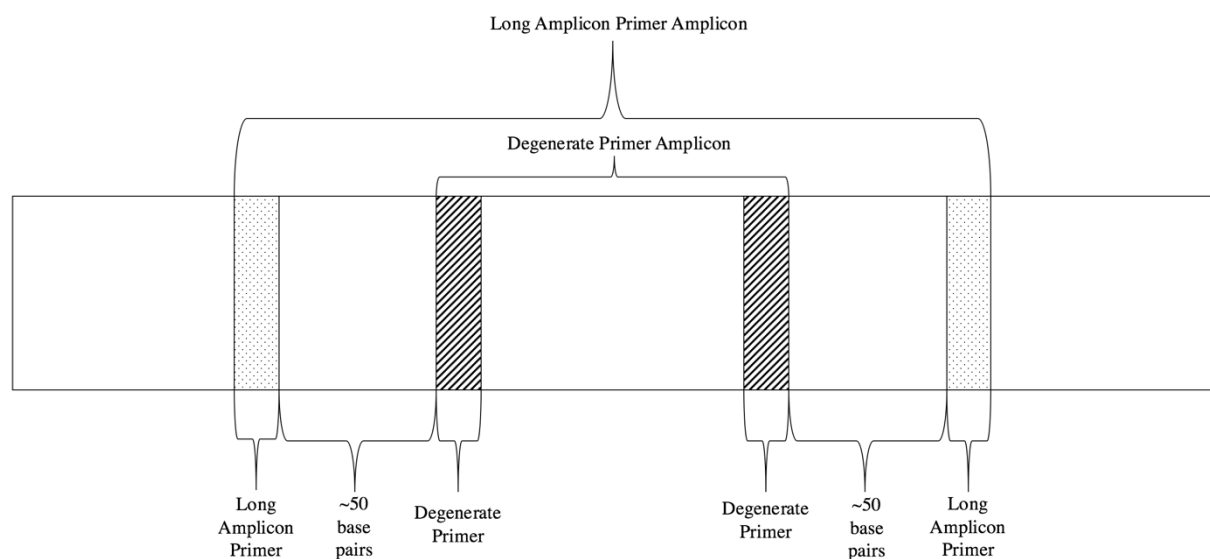 Long Amplicon Primer Amplicon
Degenerate Primer Amplicon
Long
Amplicon
Primer
~50
base
pairs
Degenerate
Primer
Degenerate
Primer
~50
base
pairs
Long
Amplicon
Primer